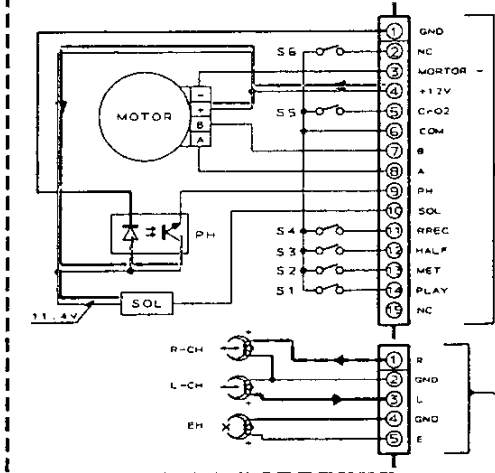 1 GND
S6 2 NC
3 MORTOR -
4 +12V
S5 5 CrO2
6 COM
7 B
8 A
9 PH
10 SOL
S4 11 RREC
S3 12 HALF
S2 13 MET
S1 14 PLAY
15 NC
MOTOR
-
+
B
A
PH
SOL
11.4V
R-CH 1 R
2 GND
L-CH 3 L
EH 4 GND
5 E
+
+
+